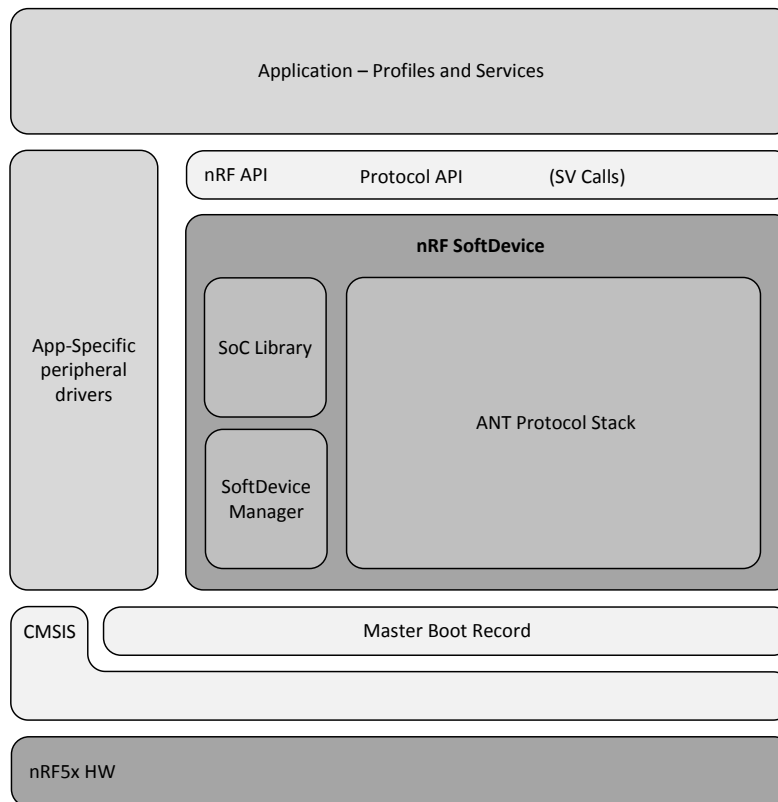 Application – Profiles and Services
nRF API Protocol API (SV Calls)
nRF SoftDevice
App-Specific
peripheral
drivers
SoC Library
ANT Protocol Stack
SoftDevice
Manager
CMSIS
Master Boot Record
nRF5x HW